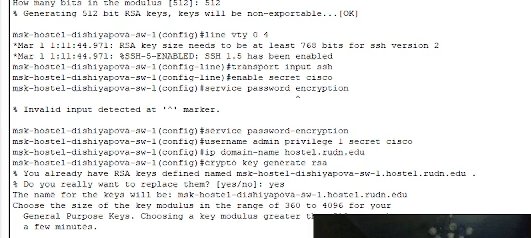 How many bits in the modulus [512]: 512
% Generating 512 bit RSA keys, keys will be non-exportable...[OK]
msk-hostel-dishiyapova-sw-1(config)#line vty 0 4
*Mar 1 1:11:44.971: RSA key size needs to be at least 768 bits for ssh version 2
*Mar 1 1:11:44.971: %SSH-5-ENABLED: SSH 1.5 has been enabled
msk-hostel-dishiyapova-sw-1(config-line)#transport input ssh
msk-hostel-dishiyapova-sw-1(config-line)#enable secret cisco
msk-hostel-dishiyapova-sw-1(config)#service password encryption
^
% Invalid input detected at '^' marker.
msk-hostel-dishiyapova-sw-1(config)#service password-encryption
msk-hostel-dishiyapova-sw-1(config)#username admin privilege 1 secret cisco
msk-hostel-dishiyapova-sw-1(config)#ip domain-name hostel.rudn.edu
msk-hostel-dishiyapova-sw-1(config)#crypto key generate rsa
% You already have RSA keys defined named msk-hostel-dishiyapova-sw-1.hostel.rudn.edu .
% Do you really want to replace them? [yes/no]: yes
The name for the keys will be: msk-hostel-dishiyapova-sw-1.hostel.rudn.edu
Choose the size of the key modulus in the range of 360 to 4096 for your
General Purpose Keys. Choosing a key modulus greater
a few minutes.